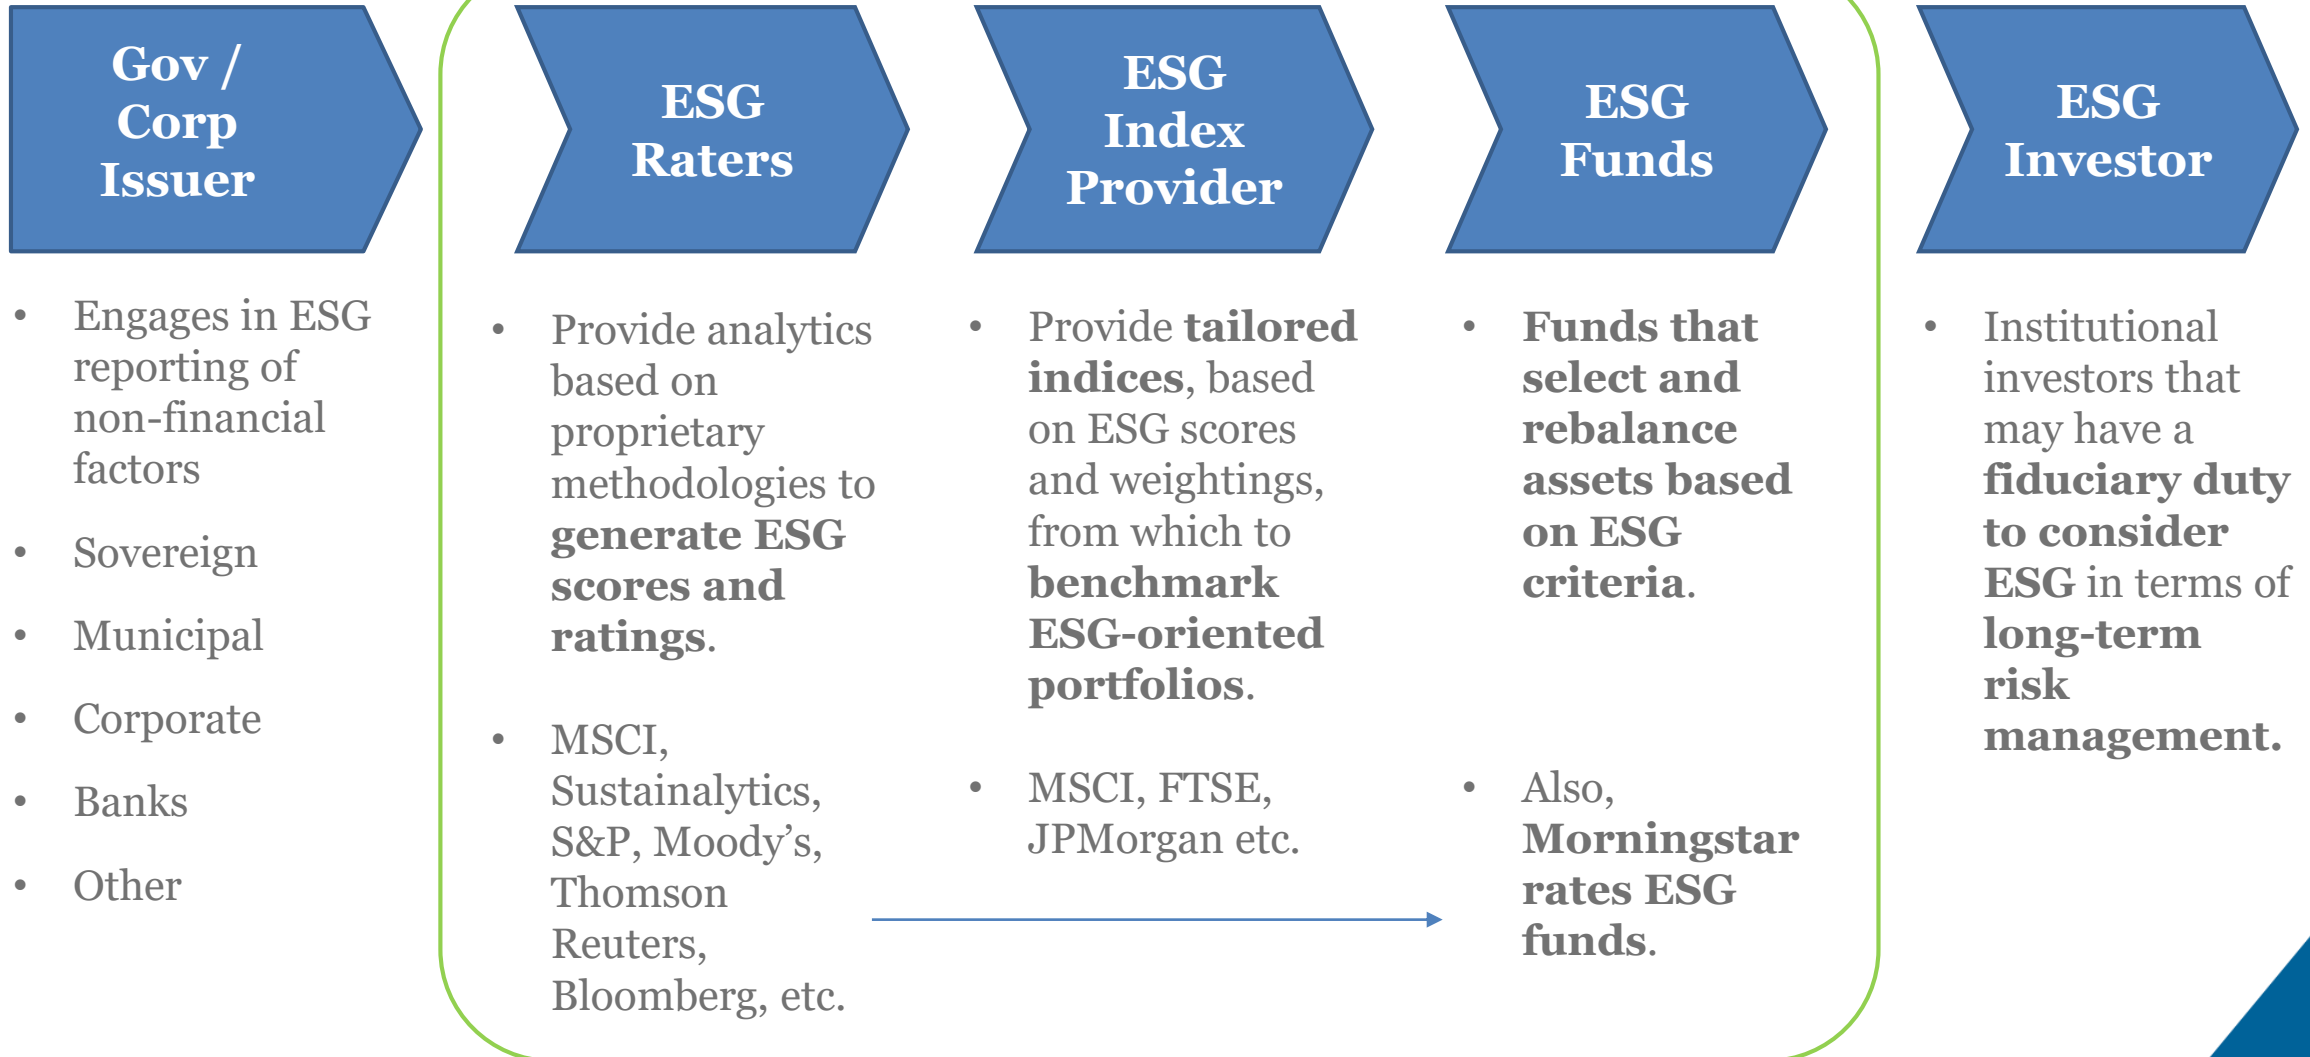 Gov /
Corp
Issuer
• Engages in ESG
reporting of
non-financial
factors
• Sovereign
• Municipal
• Corporate
• Banks
• Other
ESG
Raters
• Provide analytics
based on
proprietary
methodologies to
generate ESG
scores and
ratings.
• MSCI,
Sustainalytics,
S&P, Moody’s,
Thomson
Reuters,
Bloomberg, etc.
ESG
Index
Provider
• Provide tailored
indices, based
on ESG scores
and weightings,
from which to
benchmark
ESG-oriented
portfolios.
• MSCI, FTSE,
JPMorgan etc.
ESG
Funds
• Funds that
select and
rebalance
assets based
on ESG
criteria.
• Also,
Morningstar
rates ESG
funds.
ESG
Investor
• Institutional
investors that
may have a
fiduciary duty
to consider
ESG in terms of
long-term
risk
management.